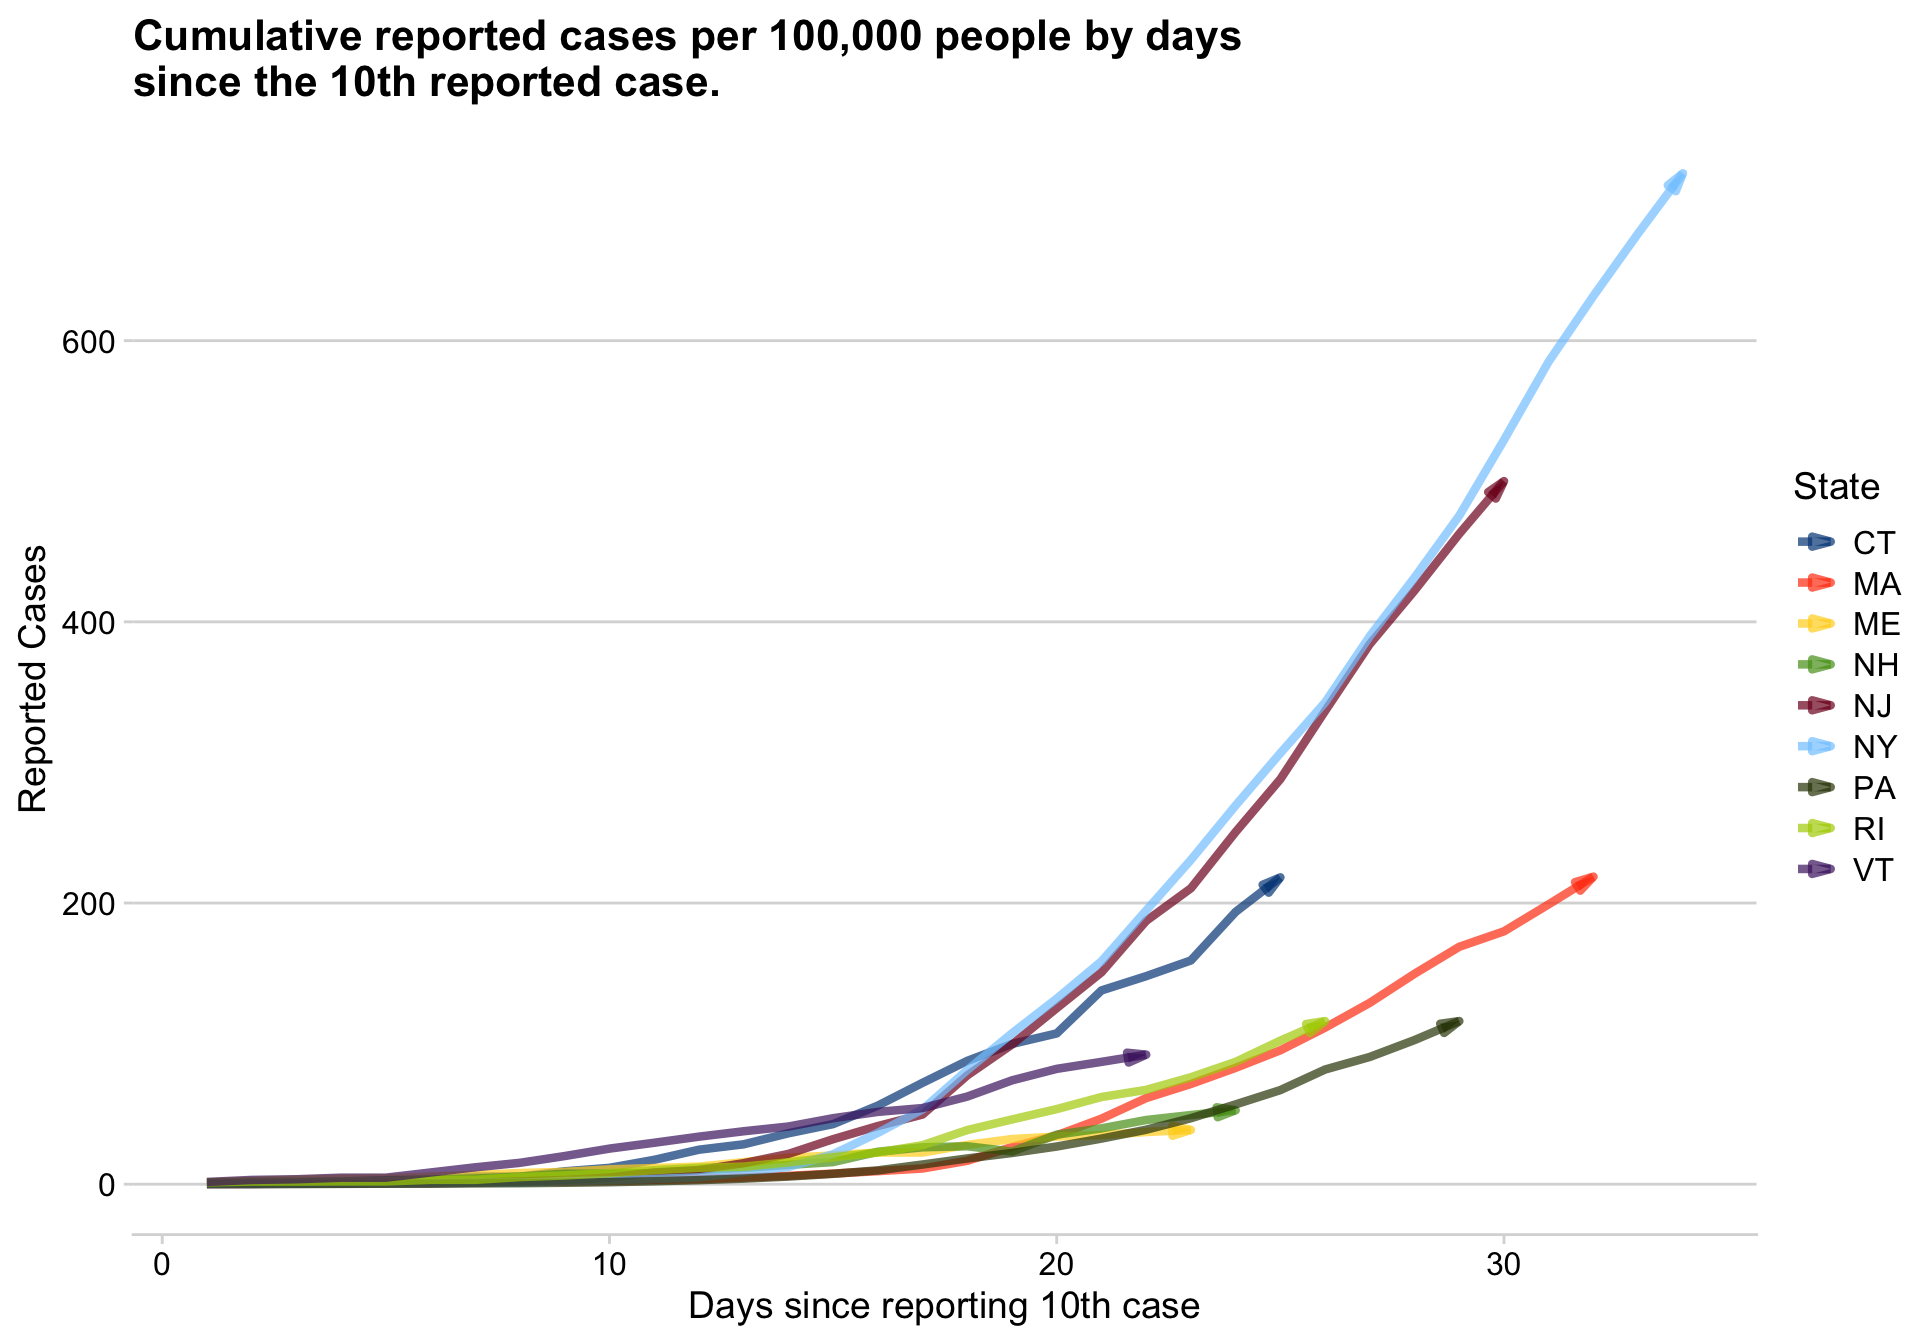 Cumulative reported cases per 100,000 people by days
since the 10th reported case.
600
400
200
0
Reported Cases
0 10 20 30
Days since reporting 10th case
State
CT
MA
ME
NH
NJ
NY
PA
RI
VT